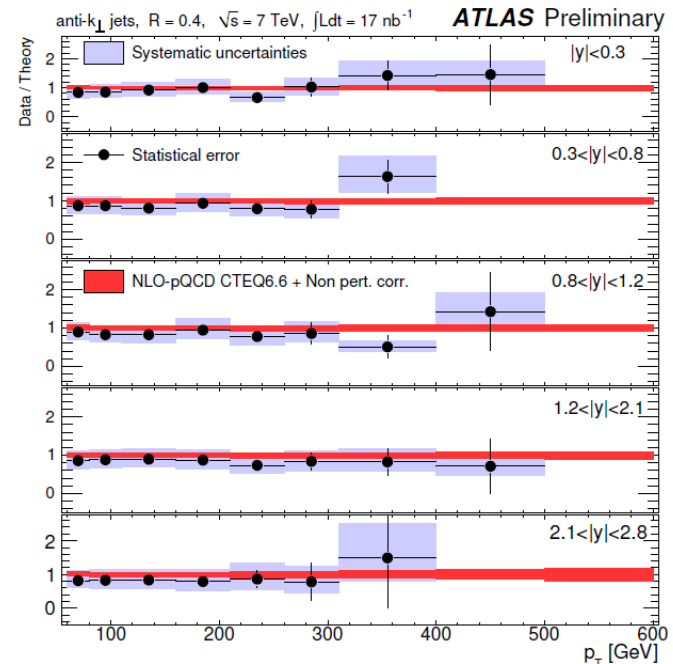 anti-k⊥ jets, R = 0.4, √s = 7 TeV, ∫Ldt = 17 nb⁻¹ ATLAS Preliminary
Data / Theory
2
1
0
Systematic uncertainties
|y|<0.3
2
1
0
Statistical error
0.3<|y|<0.8
2
1
0
NLO-pQCD CTEQ6.6 + Non pert. corr.
0.8<|y|<1.2
2
1
0
1.2<|y|<2.1
2
1
0
2.1<|y|<2.8
100 200 300 400 500 600
p_T [GeV]